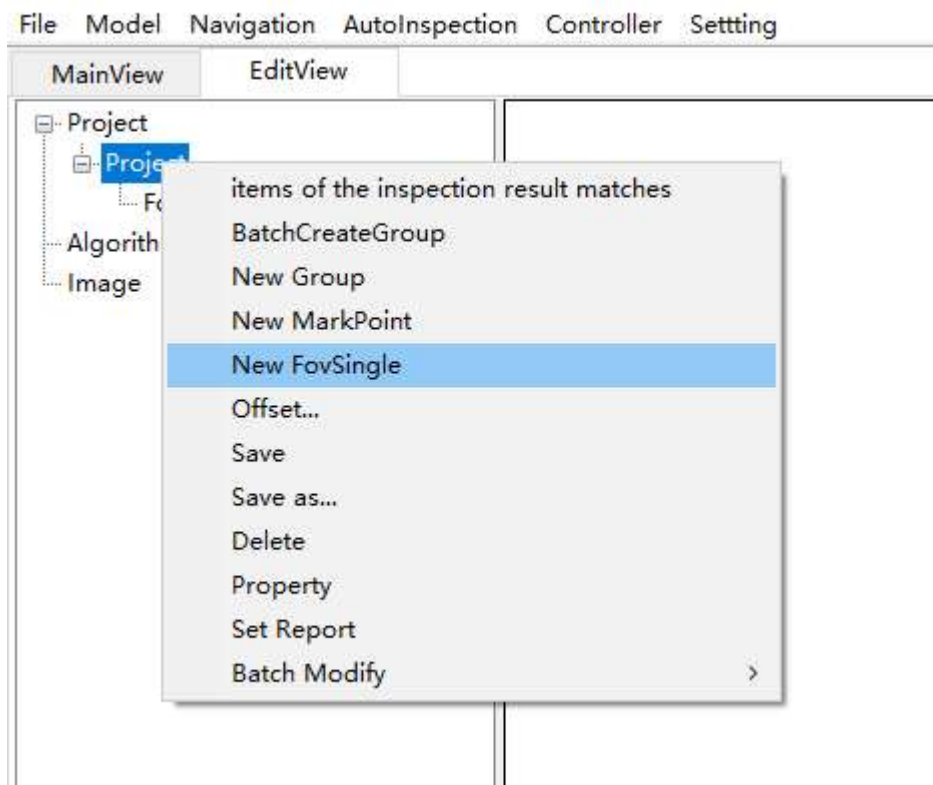 File Model Navigation AutoInspection Controller Settting
MainView EditView
Project
Project
items of the inspection result matches
BatchCreateGroup
New Group
New MarkPoint
New FovSingle
Offset...
Save
Save as...
Delete
Property
Set Report
Batch Modify >
Image